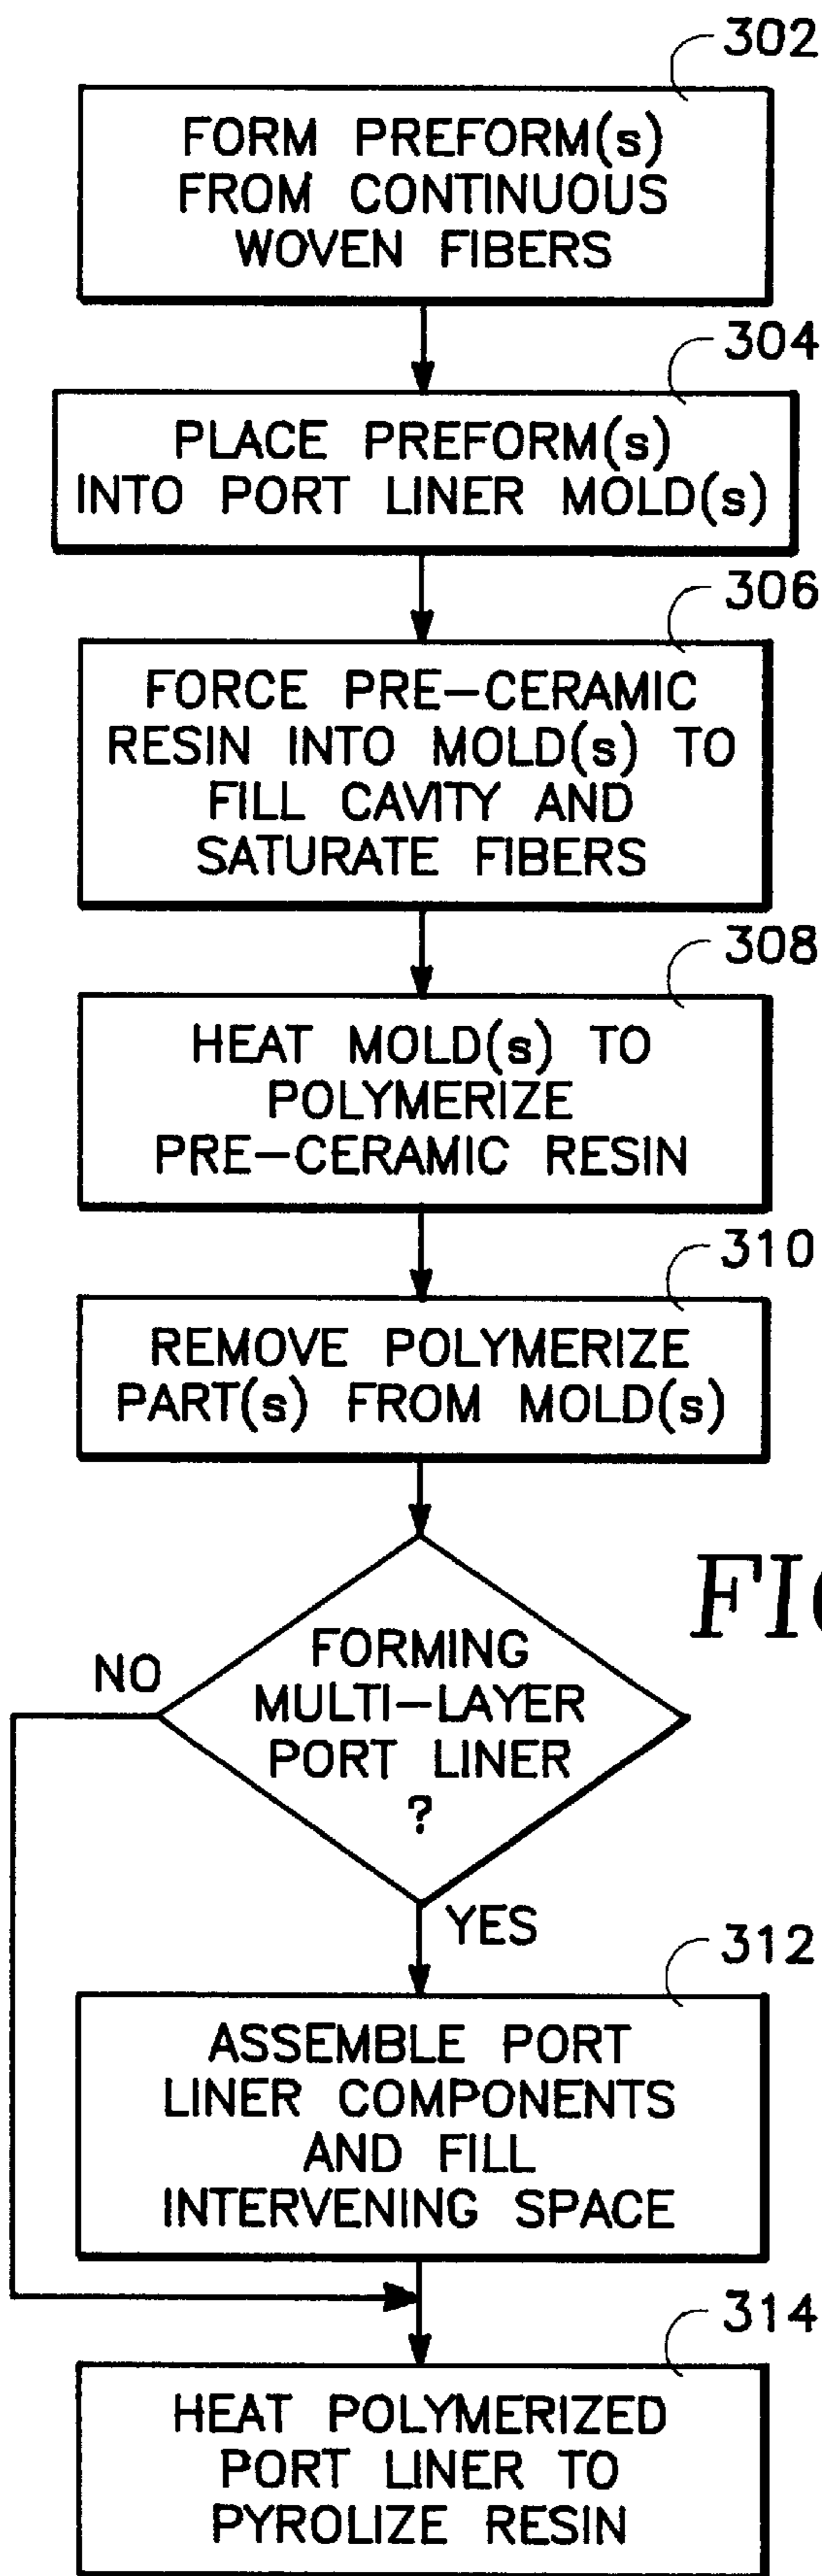 302
FORM PREFORM(s)
FROM CONTINUOUS
WOVEN FIBERS
304
PLACE PREFORM(s)
INTO PORT LINER MOLD(s)
306
FORCE PRE-CERAMIC
RESIN INTO MOLD(s) TO
FILL CAVITY AND
SATURATE FIBERS
308
HEAT MOLD(s) TO
POLYMERIZE
PRE-CERAMIC RESIN
310
REMOVE POLYMERIZE
PART(s) FROM MOLD(s)
FORMING
MULTI-LAYER
PORT LINER
?
NO
YES
312
ASSEMBLE PORT
LINER COMPONENTS
AND FILL
INTERVENING SPACE
314
HEAT POLYMERIZED
PORT LINER TO
PYROLIZE RESIN